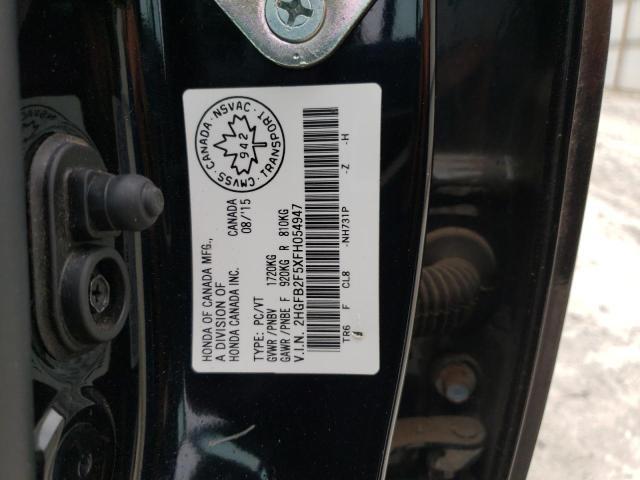 HONDA OF CANADA MFG.,
A DIVISION OF
HONDA CANADA INC. CANADA
08/'15
TYPE: PC/VT
GVWR /PNBV 1720KG
GAWR /PNBE F 920KG R 810KG
V.I.N. 2HGFB2F5XFH054947
TR6 F CL8 -NH731P -Z -H
CMVSS · CANADA · NSVAC · TRANSPORT
942